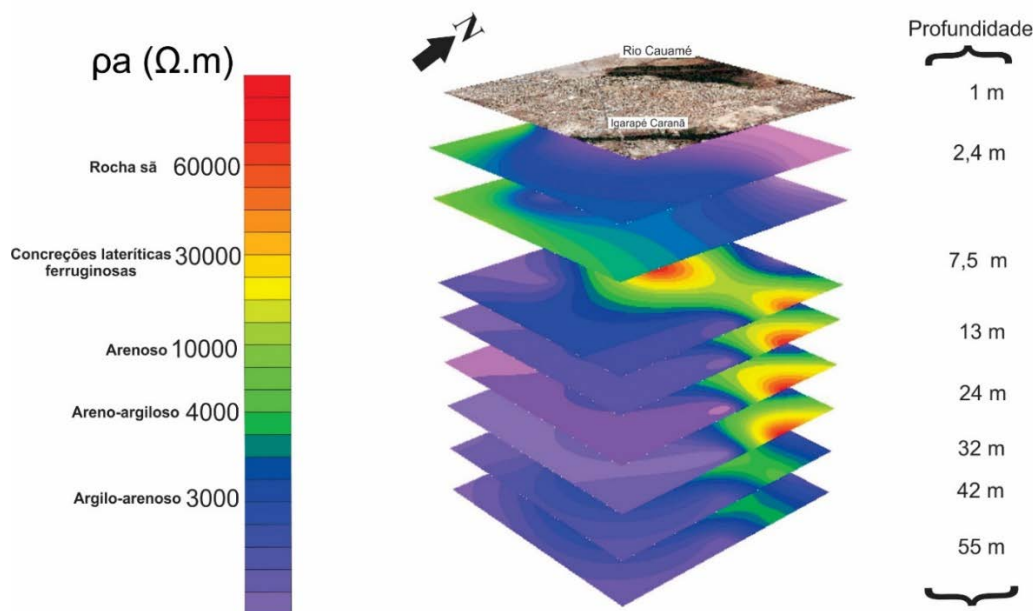 ρa (Ω.m)
Rocha sã 60000
Concreções lateríticas
ferruginosas 30000
Arenoso 10000
Areno-argiloso 4000
Argilo-arenoso 3000
N
Rio Cauamé
Igarapé Caranã
Profundidade
1 m
2,4 m
7,5 m
13 m
24 m
32 m
42 m
55 m